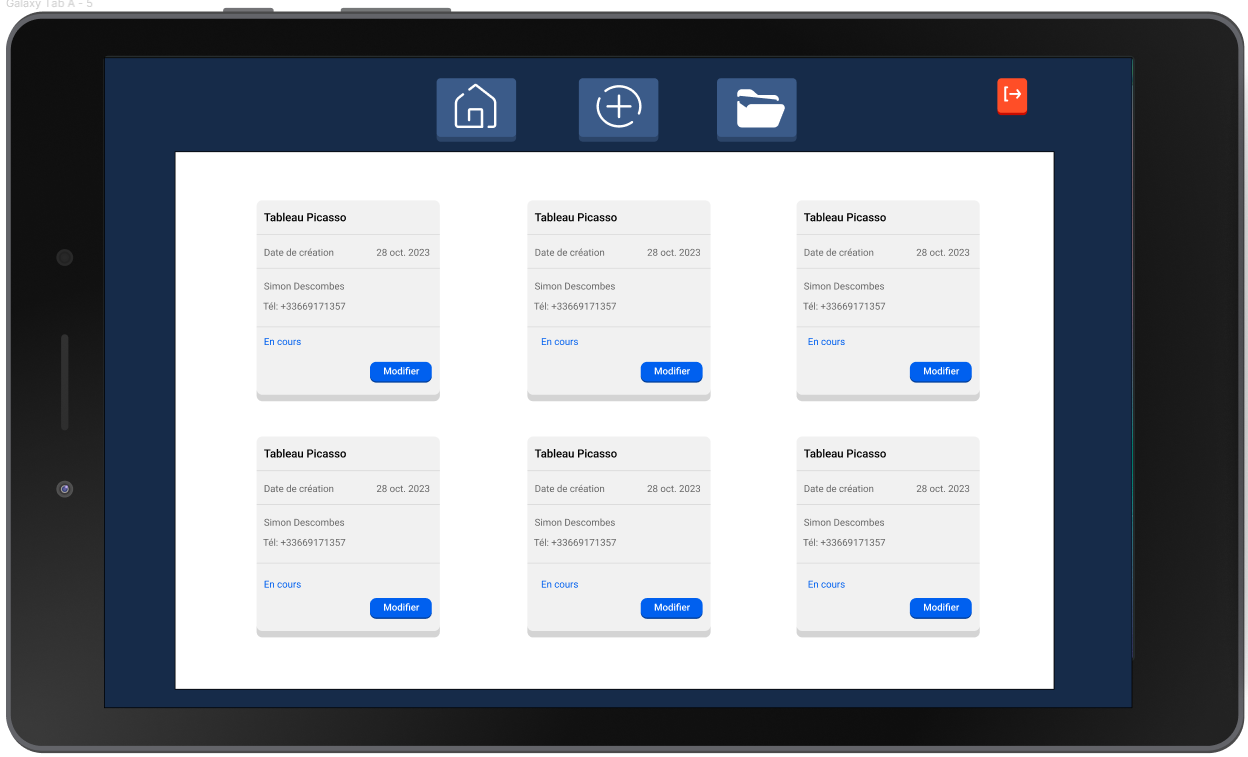 Galaxy Tab A - 5
Tableau Picasso
Date de création 28 oct. 2023
Simon Descombes
Tél: +33669171357
En cours
Modifier
Tableau Picasso
Date de création 28 oct. 2023
Simon Descombes
Tél: +33669171357
En cours
Modifier
Tableau Picasso
Date de création 28 oct. 2023
Simon Descombes
Tél: +33669171357
En cours
Modifier
Tableau Picasso
Date de création 28 oct. 2023
Simon Descombes
Tél: +33669171357
En cours
Modifier
Tableau Picasso
Date de création 28 oct. 2023
Simon Descombes
Tél: +33669171357
En cours
Modifier
Tableau Picasso
Date de création 28 oct. 2023
Simon Descombes
Tél: +33669171357
En cours
Modifier